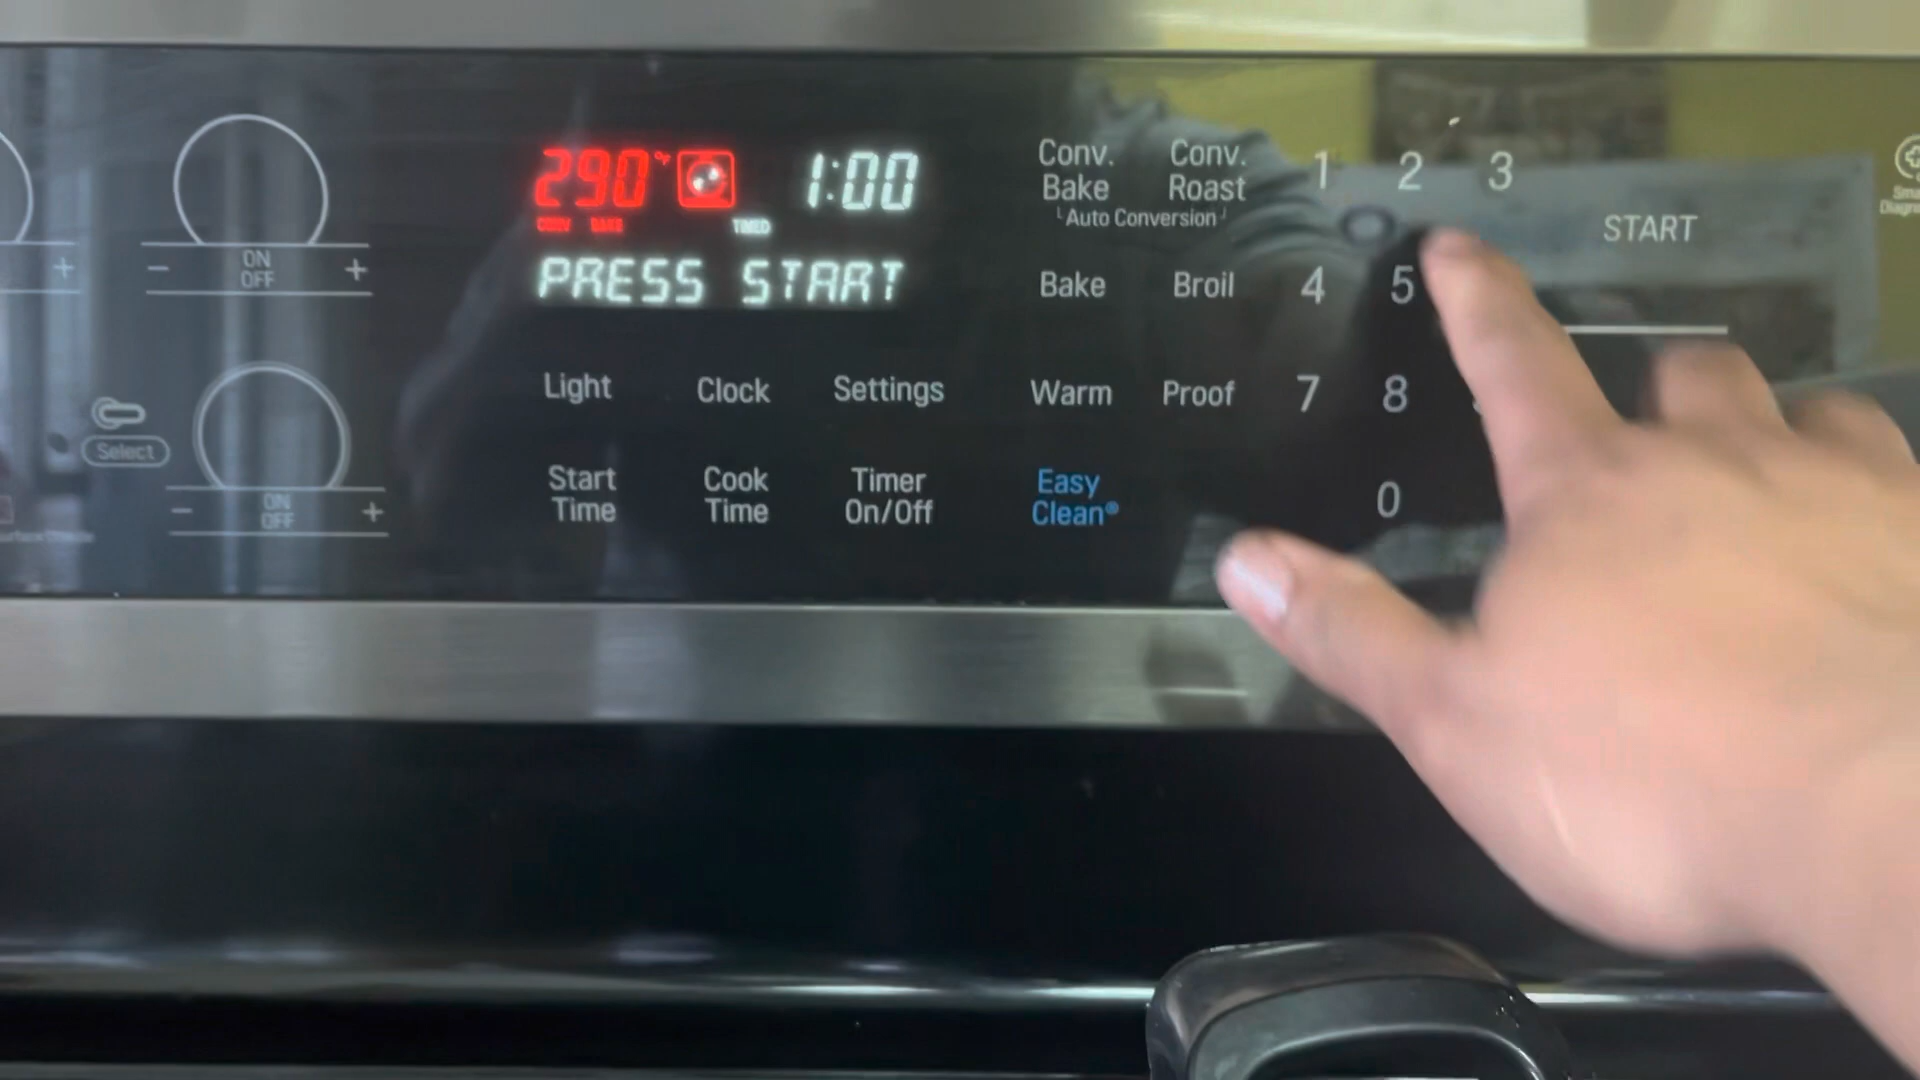 290°F 1:00
CONV BAKE TIMED
PRESS START
Conv. Bake
Conv. Roast
Auto Conversion
Bake Broil
Warm Proof
Easy Clean®
1 2 3
4 5
7 8
0
START
Light Clock Settings
Start Time
Cook Time
Timer On/Off
+
− ON OFF +
Select
− ON OFF +